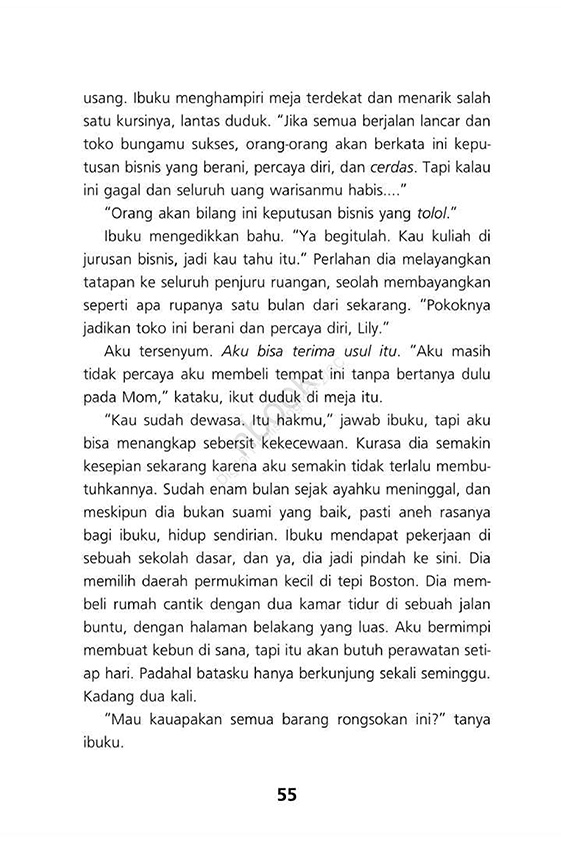 usang. Ibuku menghampiri meja terdekat dan menarik salah
satu kursinya, lantas duduk. “Jika semua berjalan lancar dan
toko bungamu sukses, orang-orang akan berkata ini kepu-
tusan bisnis yang berani, percaya diri, dan cerdas. Tapi kalau
ini gagal dan seluruh uang warisanmu habis....”
“Orang akan bilang ini keputusan bisnis yang tolol.”
Ibuku mengedikkan bahu. “Ya begitulah. Kau kuliah di
jurusan bisnis, jadi kau tahu itu.” Perlahan dia melayangkan
tatapan ke seluruh penjuru ruangan, seolah membayangkan
seperti apa rupanya satu bulan dari sekarang. “Pokoknya
jadikan toko ini berani dan percaya diri, Lily.”
Aku tersenyum. Aku bisa terima usul itu. “Aku masih
tidak percaya aku membeli tempat ini tanpa bertanya dulu
pada Mom,” kataku, ikut duduk di meja itu.
“Kau sudah dewasa. Itu hakmu,” jawab ibuku, tapi aku
bisa menangkap sebersit kekecewaan. Kurasa dia semakin
kesepian sekarang karena aku semakin tidak terlalu membu-
tuhkannya. Sudah enam bulan sejak ayahku meninggal, dan
meskipun dia bukan suami yang baik, pasti aneh rasanya
bagi ibuku, hidup sendirian. Ibuku mendapat pekerjaan di
sebuah sekolah dasar, dan ya, dia jadi pindah ke sini. Dia
memilih daerah permukiman kecil di tepi Boston. Dia mem-
beli rumah cantik dengan dua kamar tidur di sebuah jalan
buntu, dengan halaman belakang yang luas. Aku bermimpi
membuat kebun di sana, tapi itu akan butuh perawatan seti-
ap hari. Padahal batasku hanya berkunjung sekali seminggu.
Kadang dua kali.
“Mau kauapakan semua barang rongsokan ini?” tanya
ibuku.
55